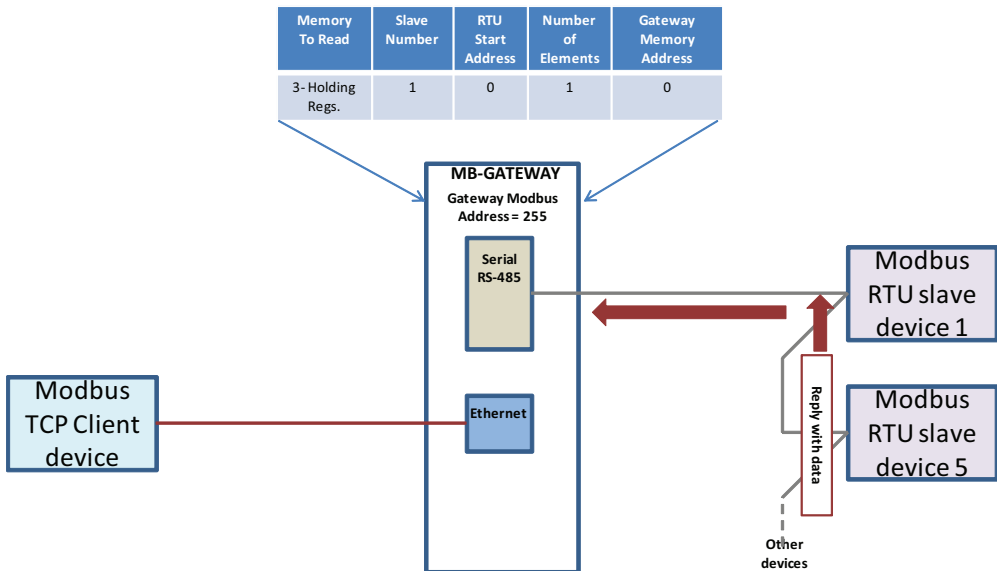 Memory To Read
Slave Number
RTU Start Address
Number of Elements
Gateway Memory Address
3- Holding Regs.
1
0
1
0
MB-GATEWAY
Gateway Modbus
Address = 255
Serial
RS-485
Ethernet
Modbus
TCP Client
device
Modbus
RTU slave
device 1
Modbus
RTU slave
device 5
Reply with data
Other
devices